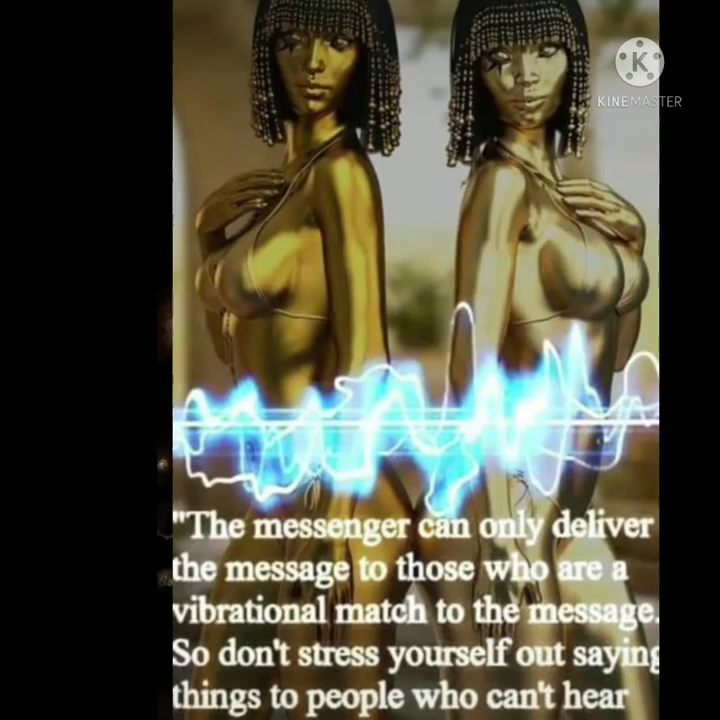 KINEMASTER
"The messenger can only deliver
the message to those who are a
vibrational match to the message.
So don't stress yourself out saying
things to people who can't hear